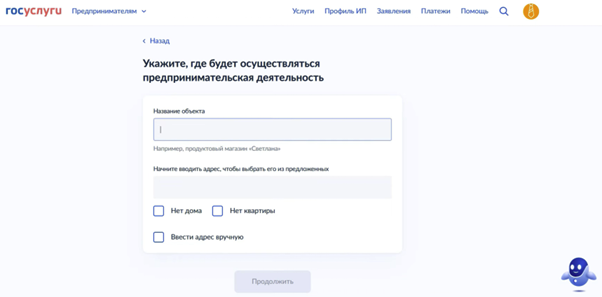 госуслуги Предпринимателям Услуги Профиль ИП Заявления Платежи Помощь
Назад
Укажите, где будет осуществляться
предпринимательская деятельность
Название объекта
Например, продуктовый магазин «Светлана»
Начните вводить адрес, чтобы выбрать его из предложенных
Нет дома Нет квартиры
Ввести адрес вручную
Продолжить